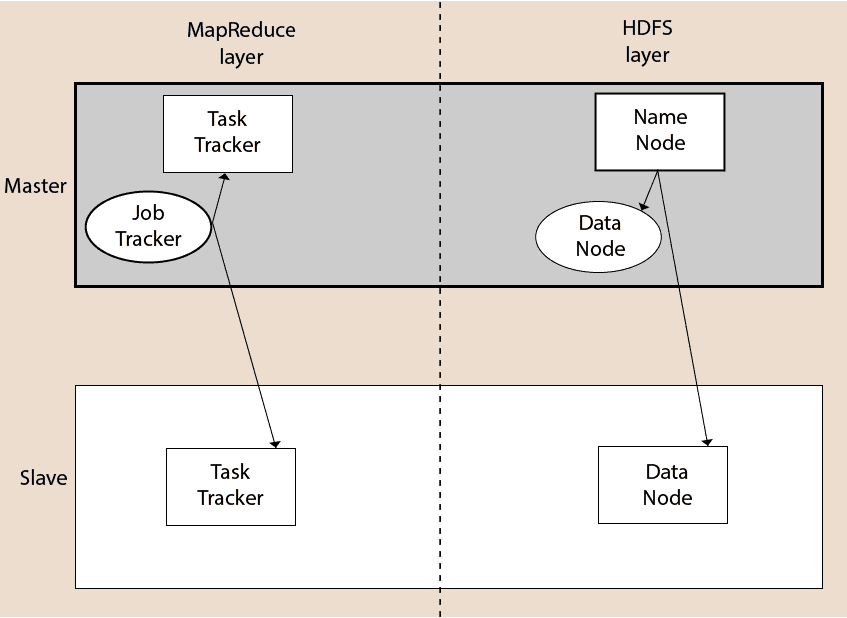 MapReduce
layer
HDFS
layer
Master
Task
Tracker
Name
Node
Job
Tracker
Data
Node
Slave
Task
Tracker
Data
Node